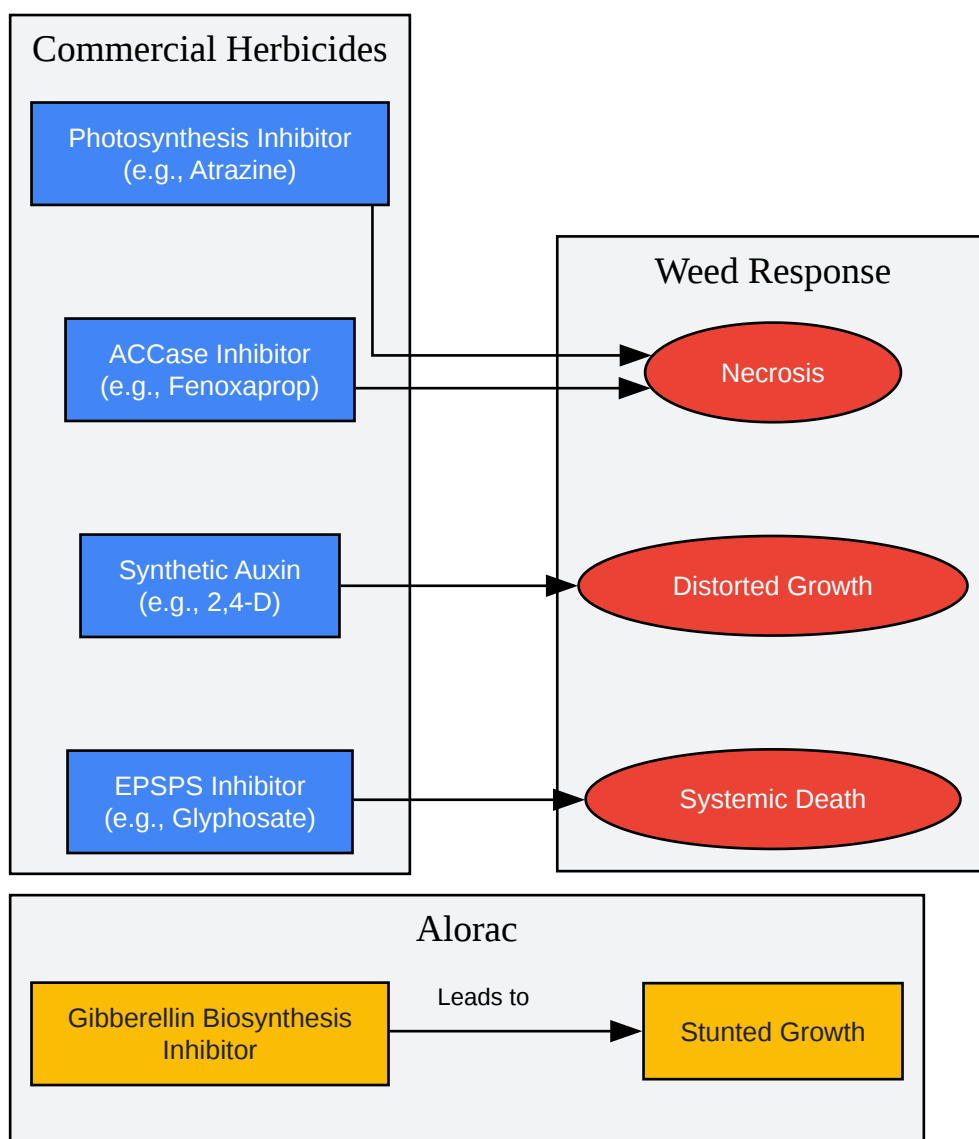 Commercial Herbicides
Photosynthesis Inhibitor
(e.g., Atrazine)
ACCase Inhibitor
(e.g., Fenoxaprop)
Synthetic Auxin
(e.g., 2,4-D)
EPSPS Inhibitor
(e.g., Glyphosate)
Weed Response
Necrosis
Distorted Growth
Systemic Death
Alorac
Gibberellin Biosynthesis
Inhibitor
Leads to
Stunted Growth